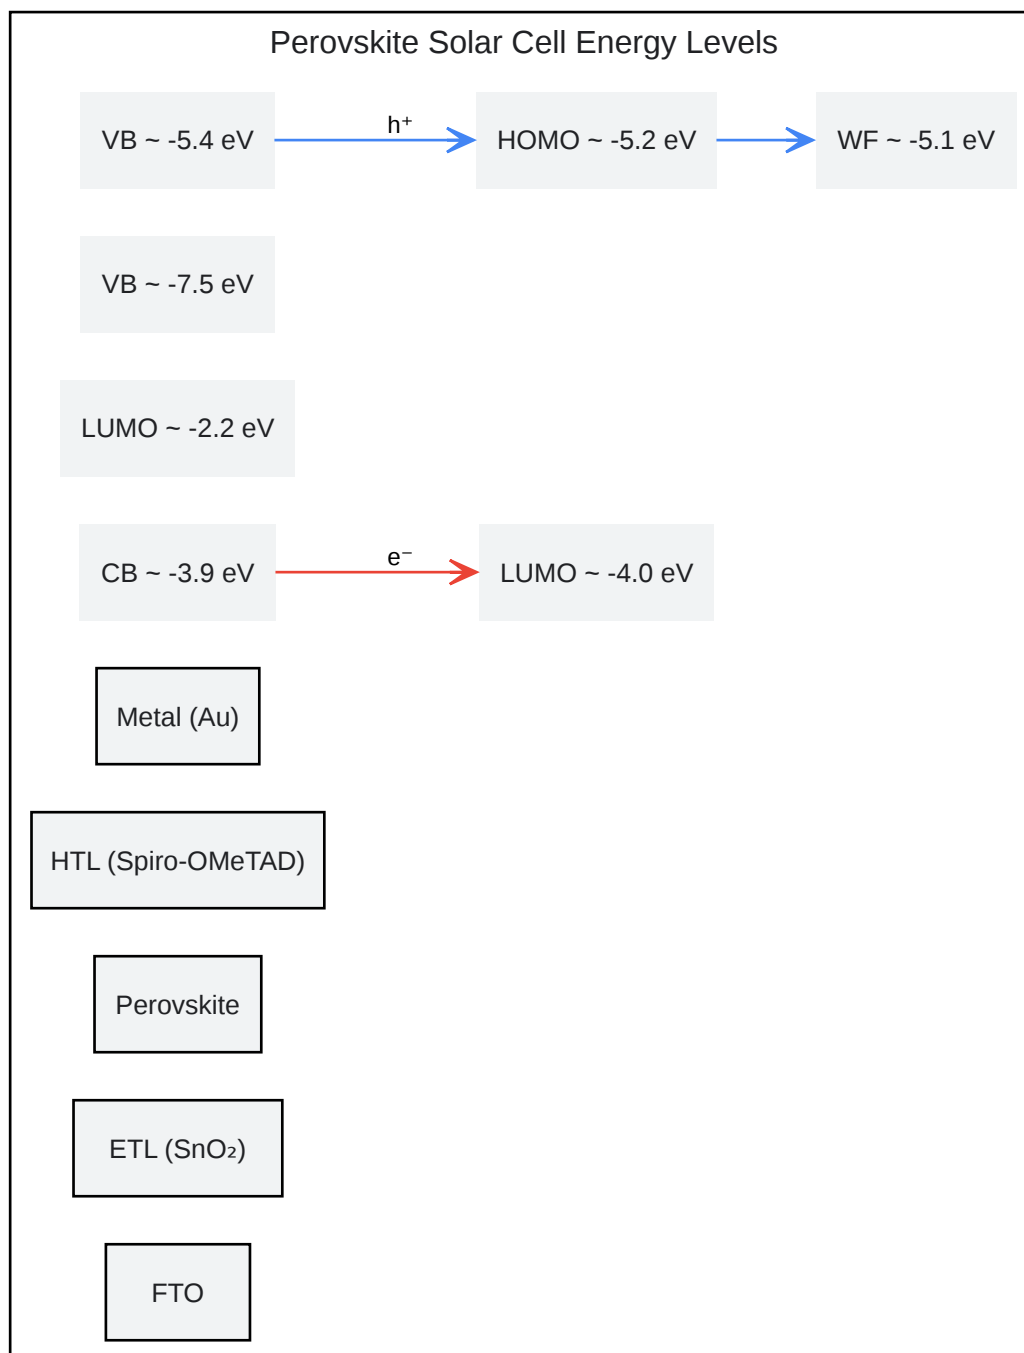 Perovskite Solar Cell Energy Levels
VB ~ -5.4 eV
h⁺
HOMO ~ -5.2 eV
WF ~ -5.1 eV
VB ~ -7.5 eV
LUMO ~ -2.2 eV
CB ~ -3.9 eV
e⁻
LUMO ~ -4.0 eV
Metal (Au)
HTL (Spiro-OMeTAD)
Perovskite
ETL (SnO₂)
FTO